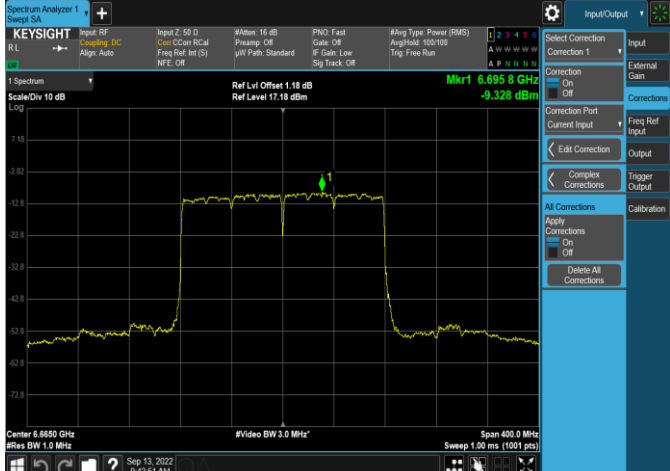 Spectrum Analyzer 1
Swept SA
Input/Output
KEYSIGHT
RL
Input: RF
Coupling: DC
Align: Auto
Input Z: 50 Ω
Corr CCorr RCal
Freq Ref: Int (S)
NFE: Off
#Atten: 16 dB
Preamp: Off
µW Path: Standard
PNO: Fast
Gate: Off
IF Gain: Low
Sig Track: Off
#Avg Type: Power (RMS)
Avg|Hold: 100/100
Trig: Free Run
1 2 3 4 5 6
A W W W W W
A P N N N N
1 Spectrum
Scale/Div 10 dB
Log
Ref Lvl Offset 1.18 dB
Ref Level 17.18 dBm
Mkr1 6.695 8 GHz
-9.328 dBm
7.18
-2.82
-12.8
-22.8
-32.8
-42.8
-52.8
-62.8
-72.8
1
Center 6.6650 GHz
#Res BW 1.0 MHz
#Video BW 3.0 MHz*
Span 400.0 MHz
Sweep 1.00 ms (1001 pts)
Sep 13, 2022
Select Correction
Correction 1
Correction
On
Off
Correction Port
Current Input
Edit Correction
Complex
Corrections
All Corrections
Apply
Corrections
On
Off
Delete All
Corrections
Input
External
Gain
Corrections
Freq Ref
Input
Output
Trigger
Output
Calibration